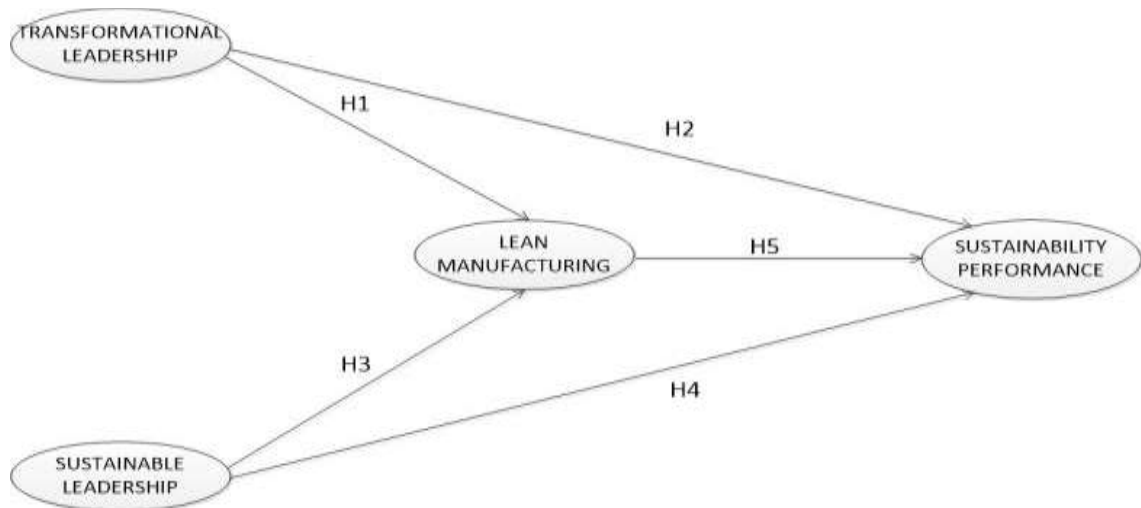 TRANSFORMATIONAL
LEADERSHIP
H1
H2
LEAN
MANUFACTURING
H5
SUSTAINABILITY
PERFORMANCE
H3
H4
SUSTAINABLE
LEADERSHIP